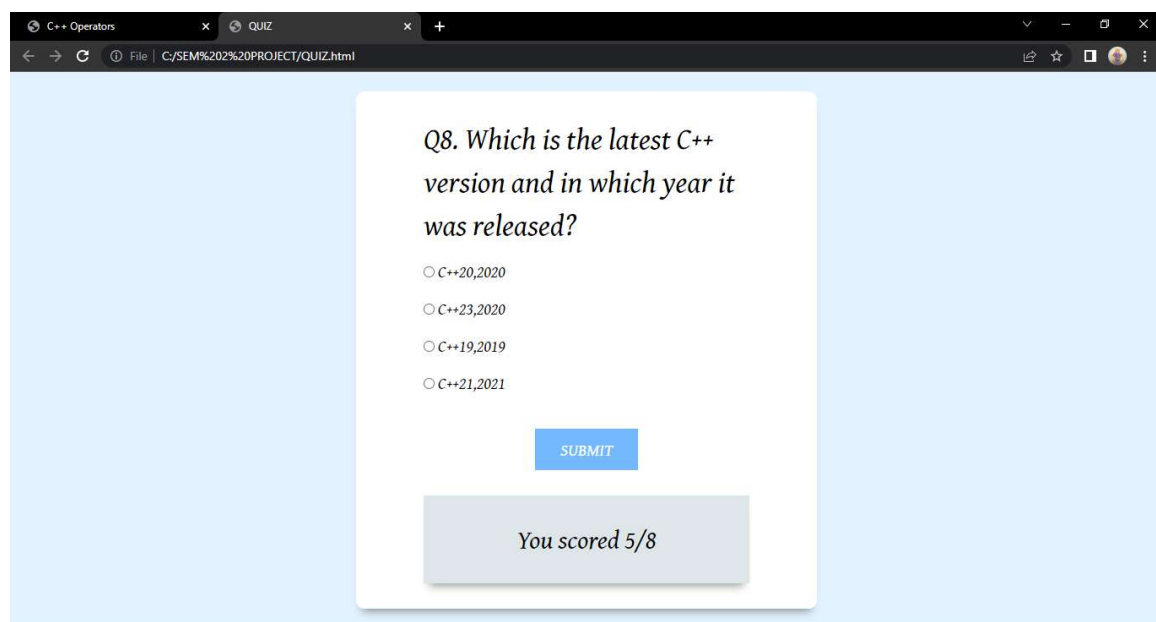 C++ Operators
QUIZ
File | C:/SEM%202%20PROJECT/QUIZ.html
Q8. Which is the latest C++
version and in which year it
was released?
C++20,2020
C++23,2020
C++19,2019
C++21,2021
SUBMIT
You scored 5/8